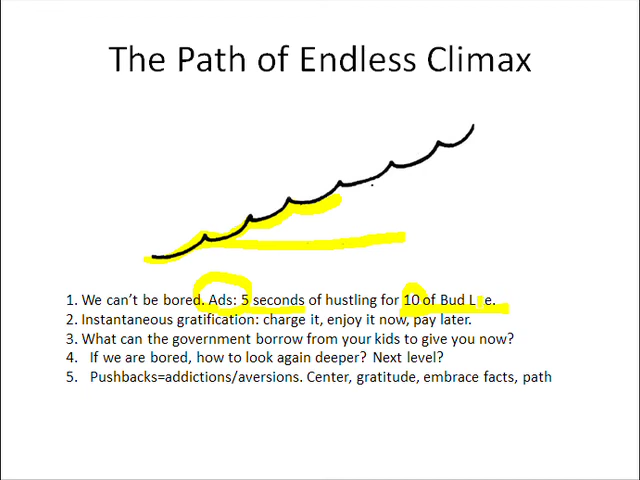 The Path of Endless Climax
1. We can't be bored. Ads: 5 seconds of hustling for 10 of Bud L e.
2. Instantaneous gratification: charge it, enjoy it now, pay later.
3. What can the government borrow from your kids to give you now?
4. If we are bored, how to look again deeper? Next level?
5. Pushbacks=addictions/aversions. Center, gratitude, embrace facts, path